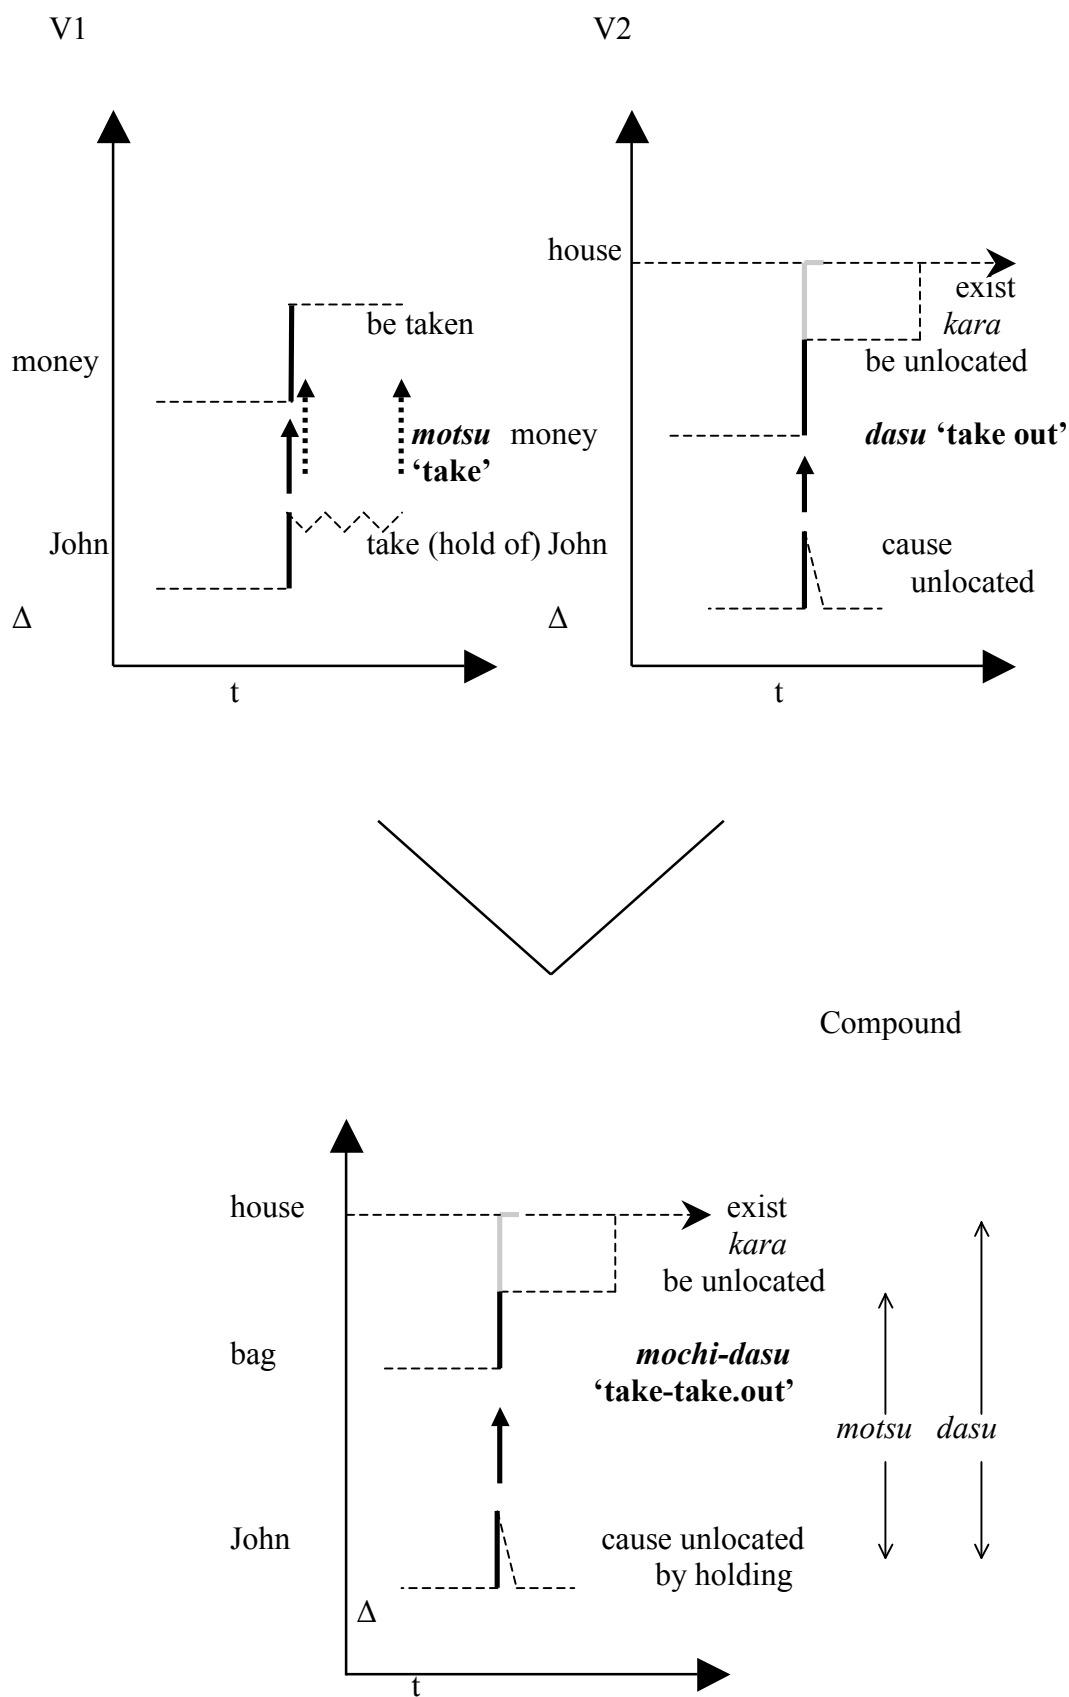 V1
V2
house
exist
kara
be unlocated
be taken
money
motsu
‘take’
money
dasu ‘take out’
John
take (hold of)
John
cause
unlocated
Δ
Δ
t
t
Compound
house
exist
kara
be unlocated
bag
mochi-dasu
‘take-take.out’
motsu
dasu
John
cause unlocated
by holding
Δ
t